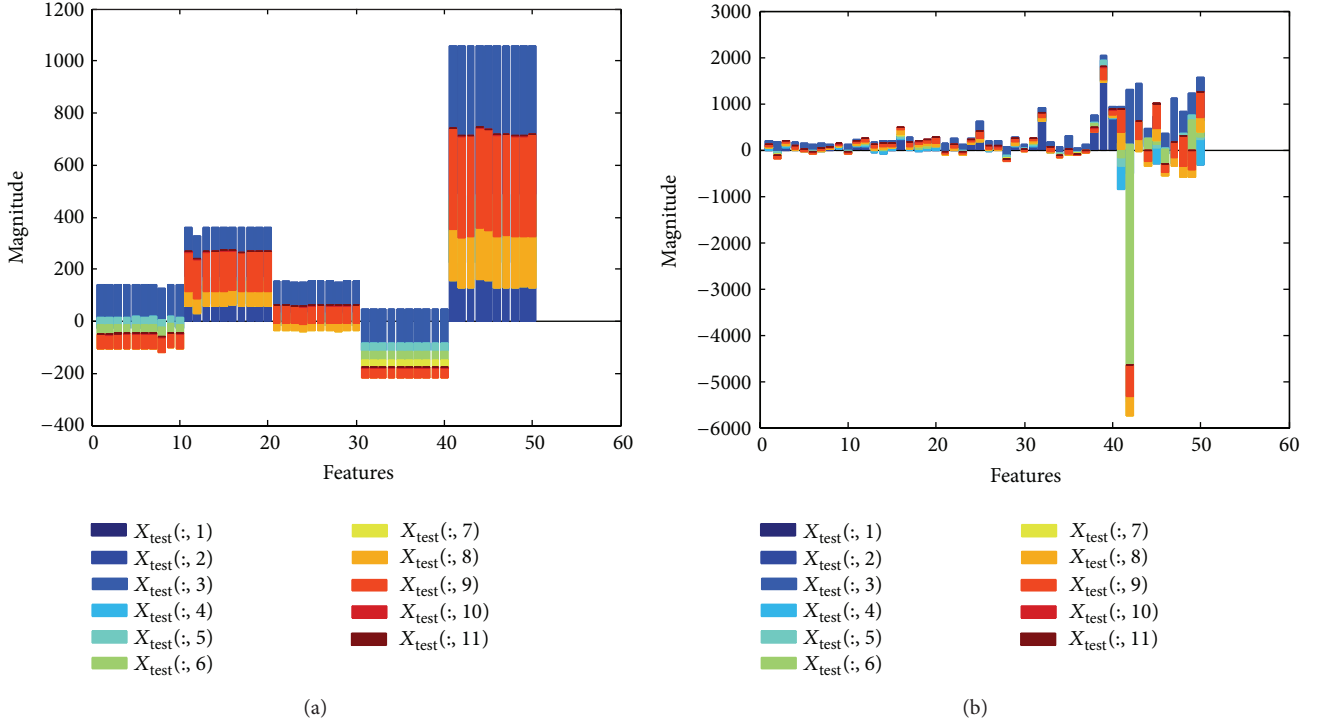 1200
1000
800
600
400
200
0
−200
−400
Magnitude
0 10 20 30 40 50 60
Features
X_test(:, 1)
X_test(:, 2)
X_test(:, 3)
X_test(:, 4)
X_test(:, 5)
X_test(:, 6)
X_test(:, 7)
X_test(:, 8)
X_test(:, 9)
X_test(:, 10)
X_test(:, 11)
(a)
3000
2000
1000
0
−1000
−2000
−3000
−4000
−5000
−6000
Magnitude
0 10 20 30 40 50 60
Features
X_test(:, 1)
X_test(:, 2)
X_test(:, 3)
X_test(:, 4)
X_test(:, 5)
X_test(:, 6)
X_test(:, 7)
X_test(:, 8)
X_test(:, 9)
X_test(:, 10)
X_test(:, 11)
(b)